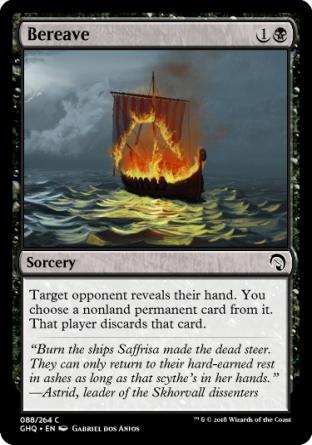 Bereave 1
Sorcery
Target opponent reveals their hand. You
choose a nonland permanent card from it.
That player discards that card.
“Burn the ships Saffrisa made the dead steer.
They can only return to their hard-earned rest
in ashes as long as that scythe’s in her hands.”
—Astrid, leader of the Skhorvall dissenters
088/264 C
GHQ • EN GABRIEL DOS ANJOS ™ & © 2018 Wizards of the Coast